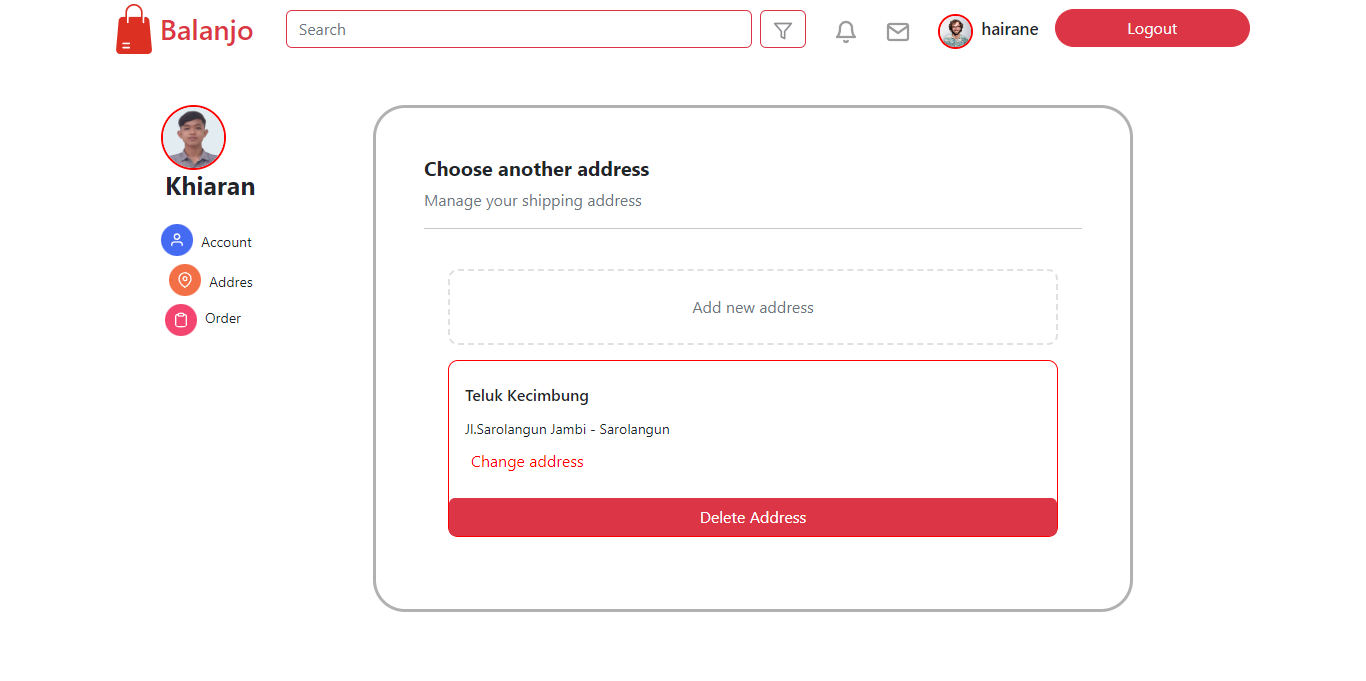 Balanjo
Search
hairane
Logout
Khiaran
Account
Addres
Order
Choose another address
Manage your shipping address
Add new address
Teluk Kecimbung
Jl.Sarolangun Jambi - Sarolangun
Change address
Delete Address